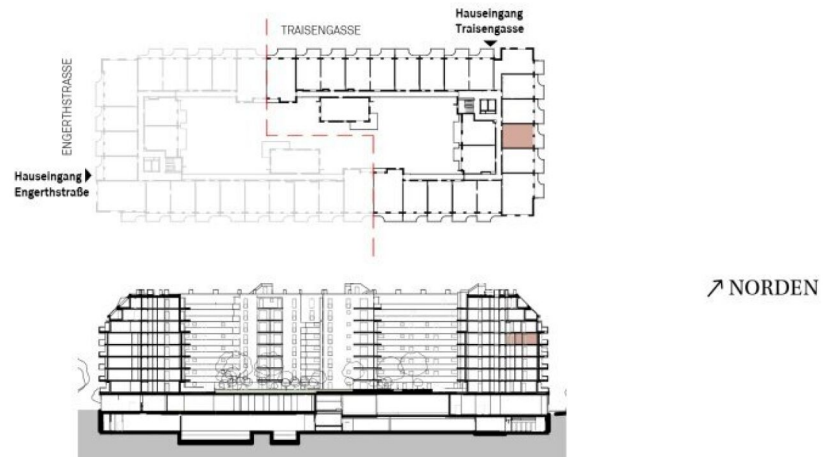 TRAISENGASSE
Hauseingang
Traisengasse
ENGERTHSTRASSE
Hauseingang
Engerthstraße
NORDEN